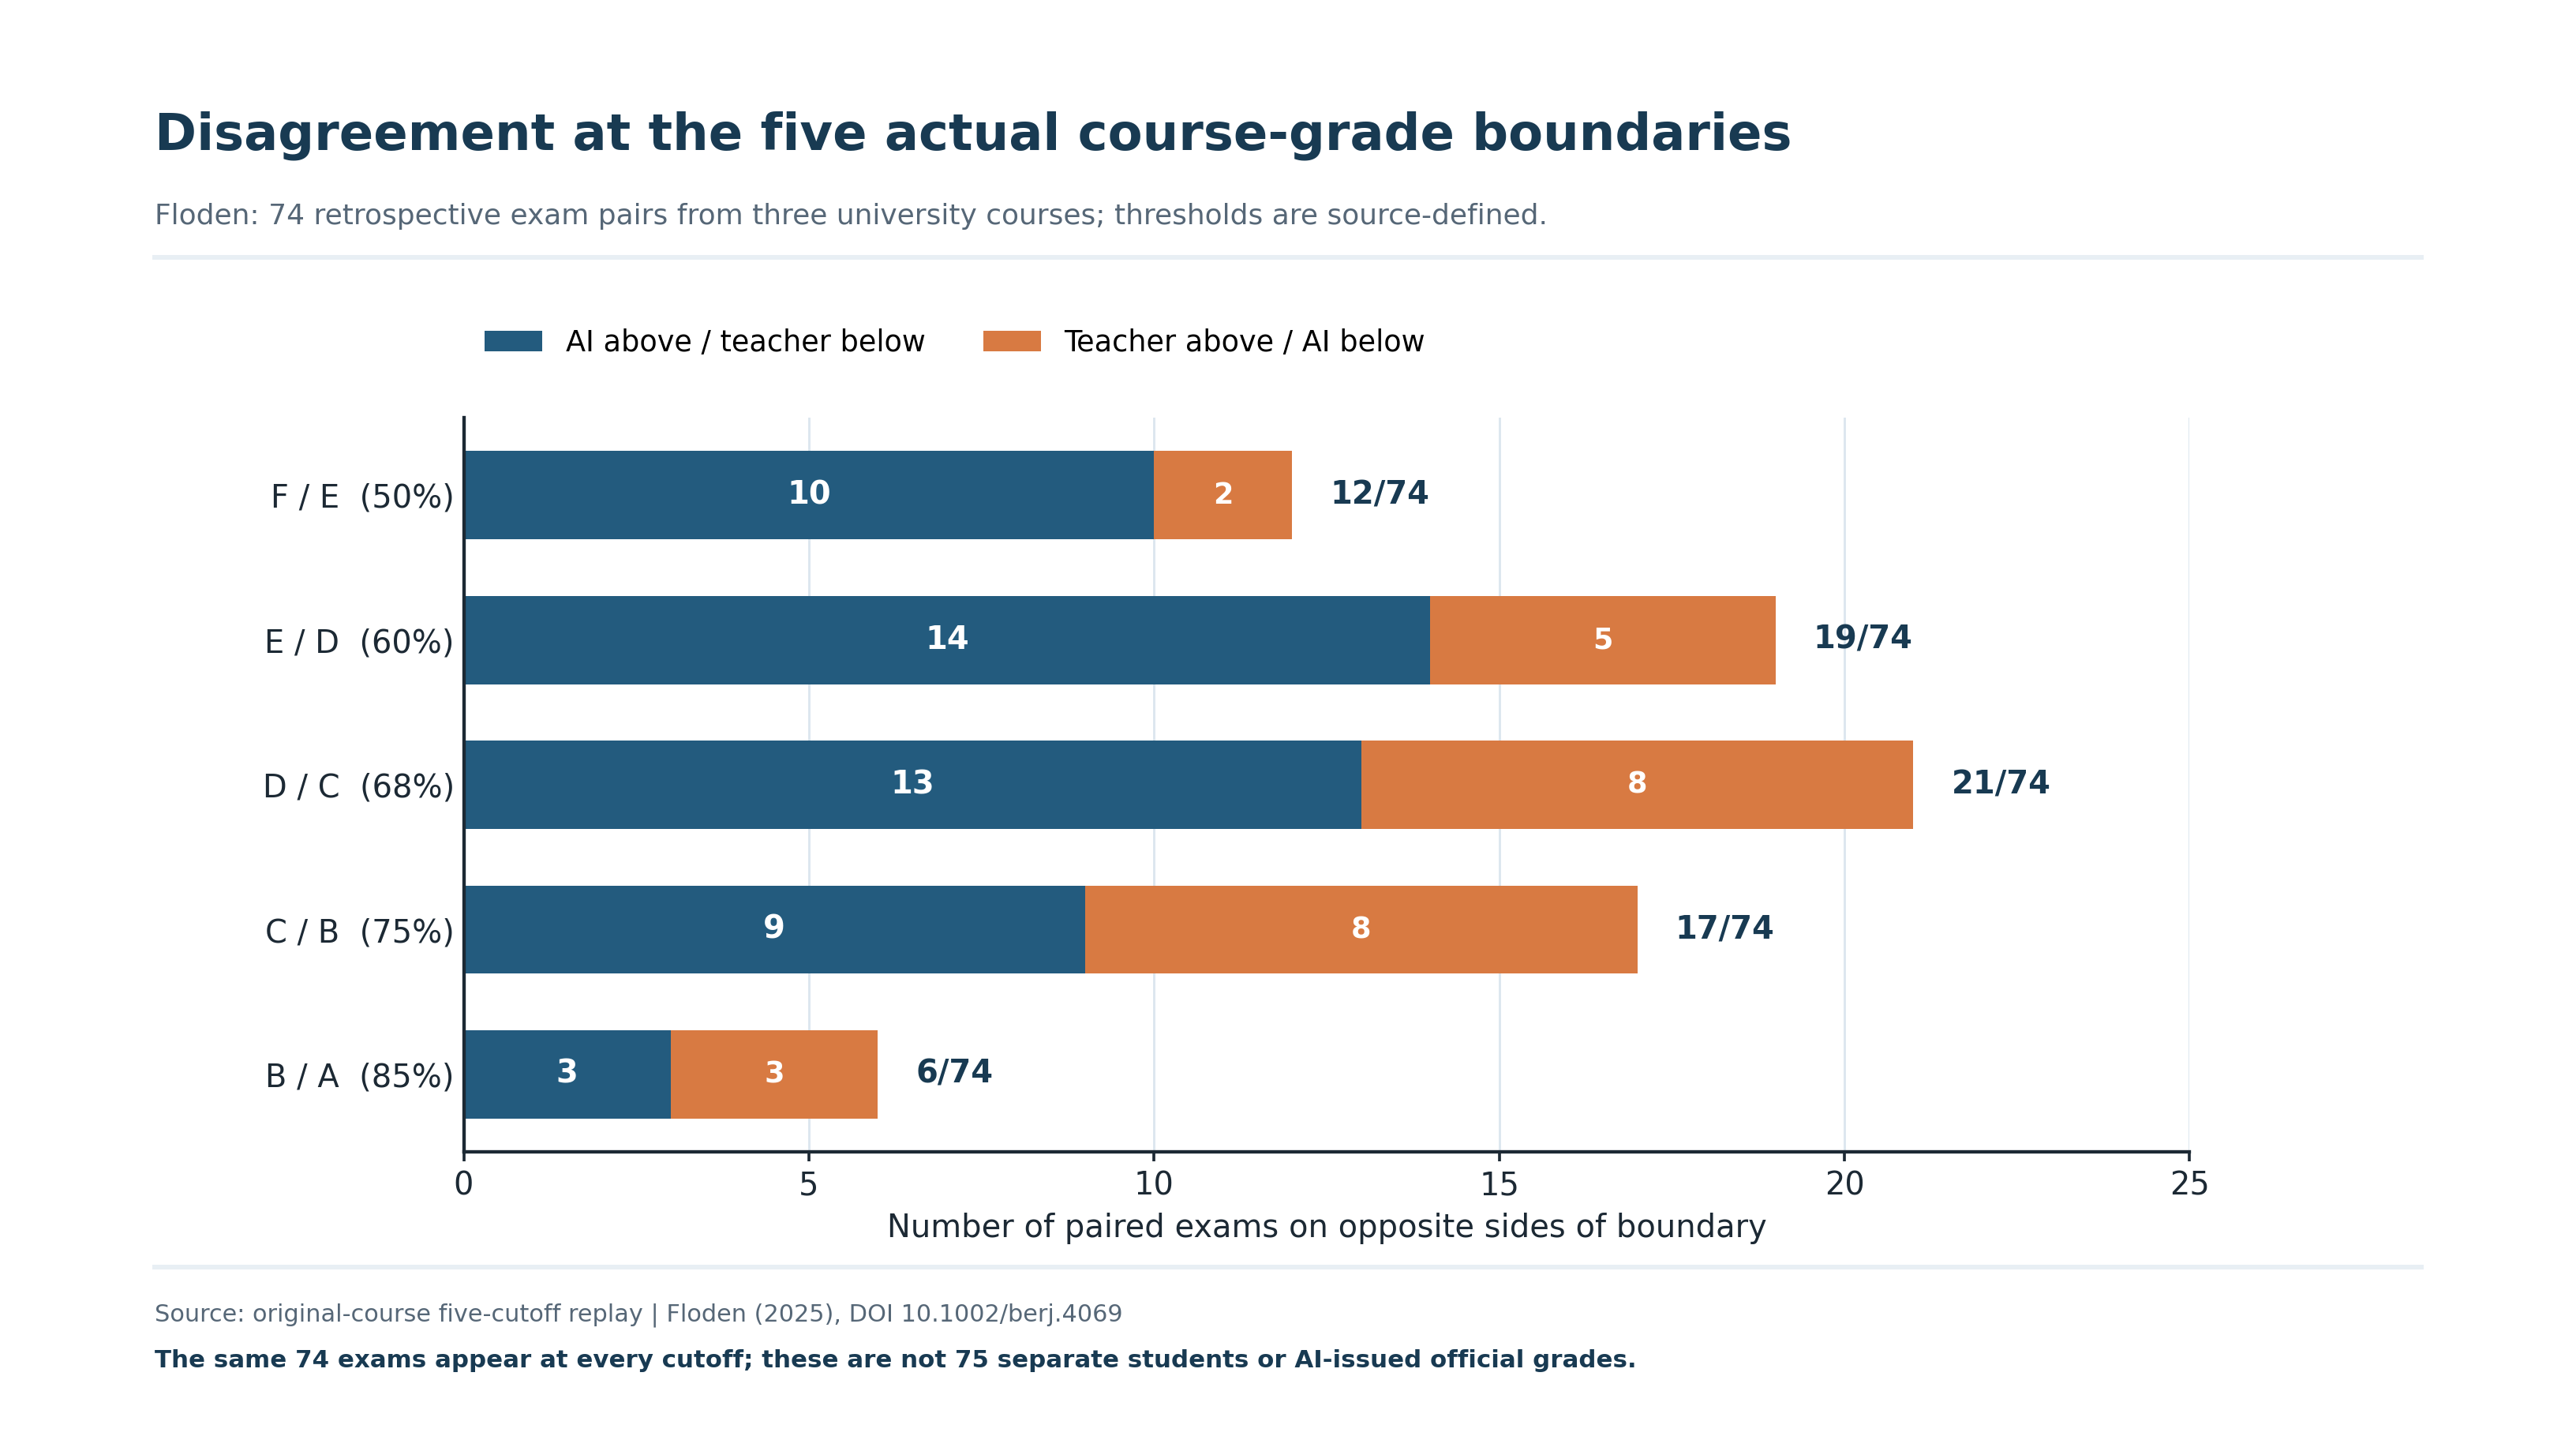 Disagreement at the five actual course-grade boundaries
Floden: 74 retrospective exam pairs from three university courses; thresholds are source-defined.
AI above / teacher below
Teacher above / AI below
F / E (50%) 10 2 12/74
E / D (60%) 14 5 19/74
D / C (68%) 13 8 21/74
C / B (75%) 9 8 17/74
B / A (85%) 3 3 6/74
0 5 10 15 20 25
Number of paired exams on opposite sides of boundary
Source: original-course five-cutoff replay | Floden (2025), DOI 10.1002/berj.4069
The same 74 exams appear at every cutoff; these are not 75 separate students or AI-issued official grades.